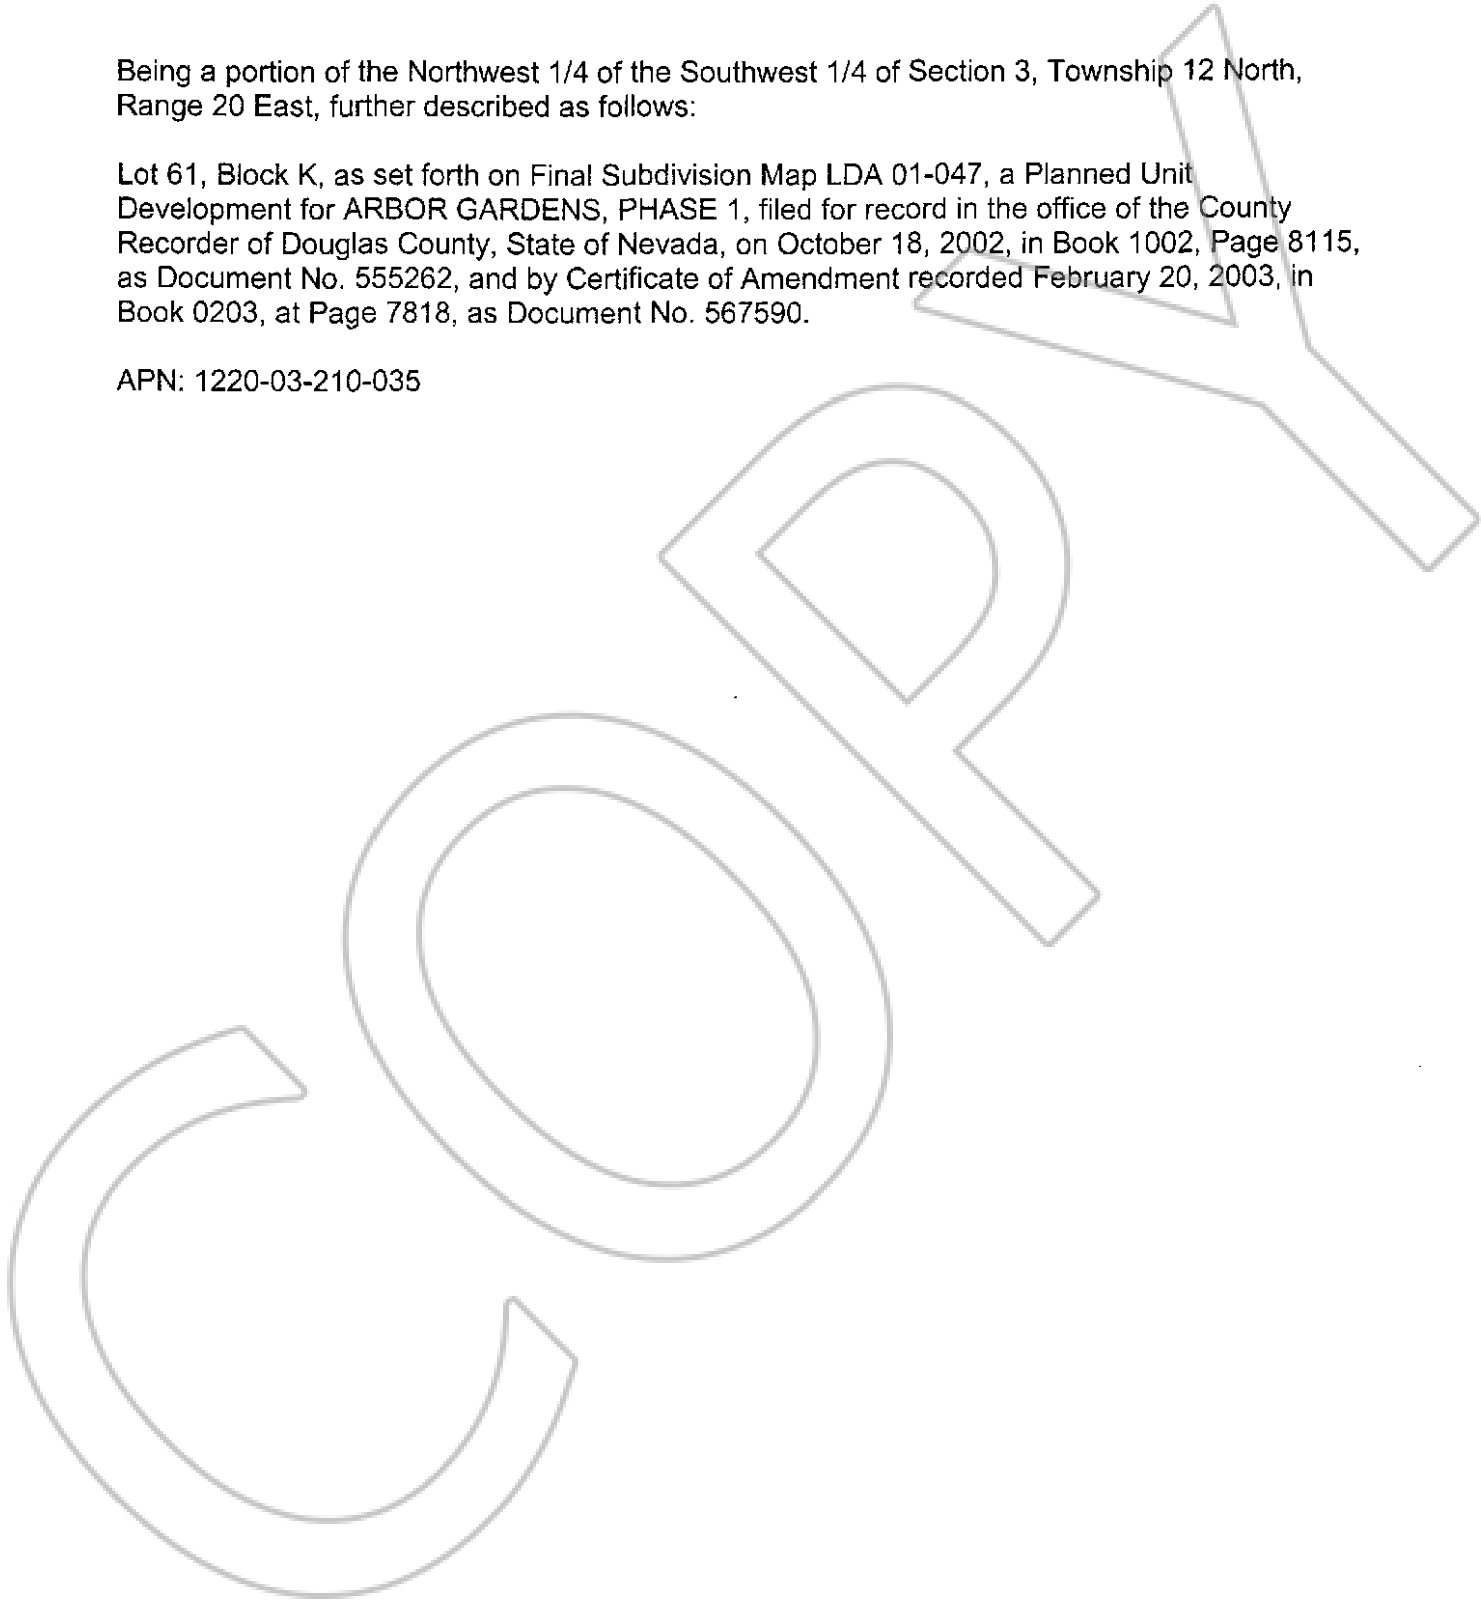 Being a portion of the Northwest 1/4 of the Southwest 1/4 of Section 3, Township 12 North,
Range 20 East, further described as follows:
Lot 61, Block K, as set forth on Final Subdivision Map LDA 01-047, a Planned Unit
Development for ARBOR GARDENS, PHASE 1, filed for record in the office of the County
Recorder of Douglas County, State of Nevada, on October 18, 2002, in Book 1002, Page 8115,
as Document No. 555262, and by Certificate of Amendment recorded February 20, 2003, in
Book 0203, at Page 7818, as Document No. 567590.
APN: 1220-03-210-035
COPY